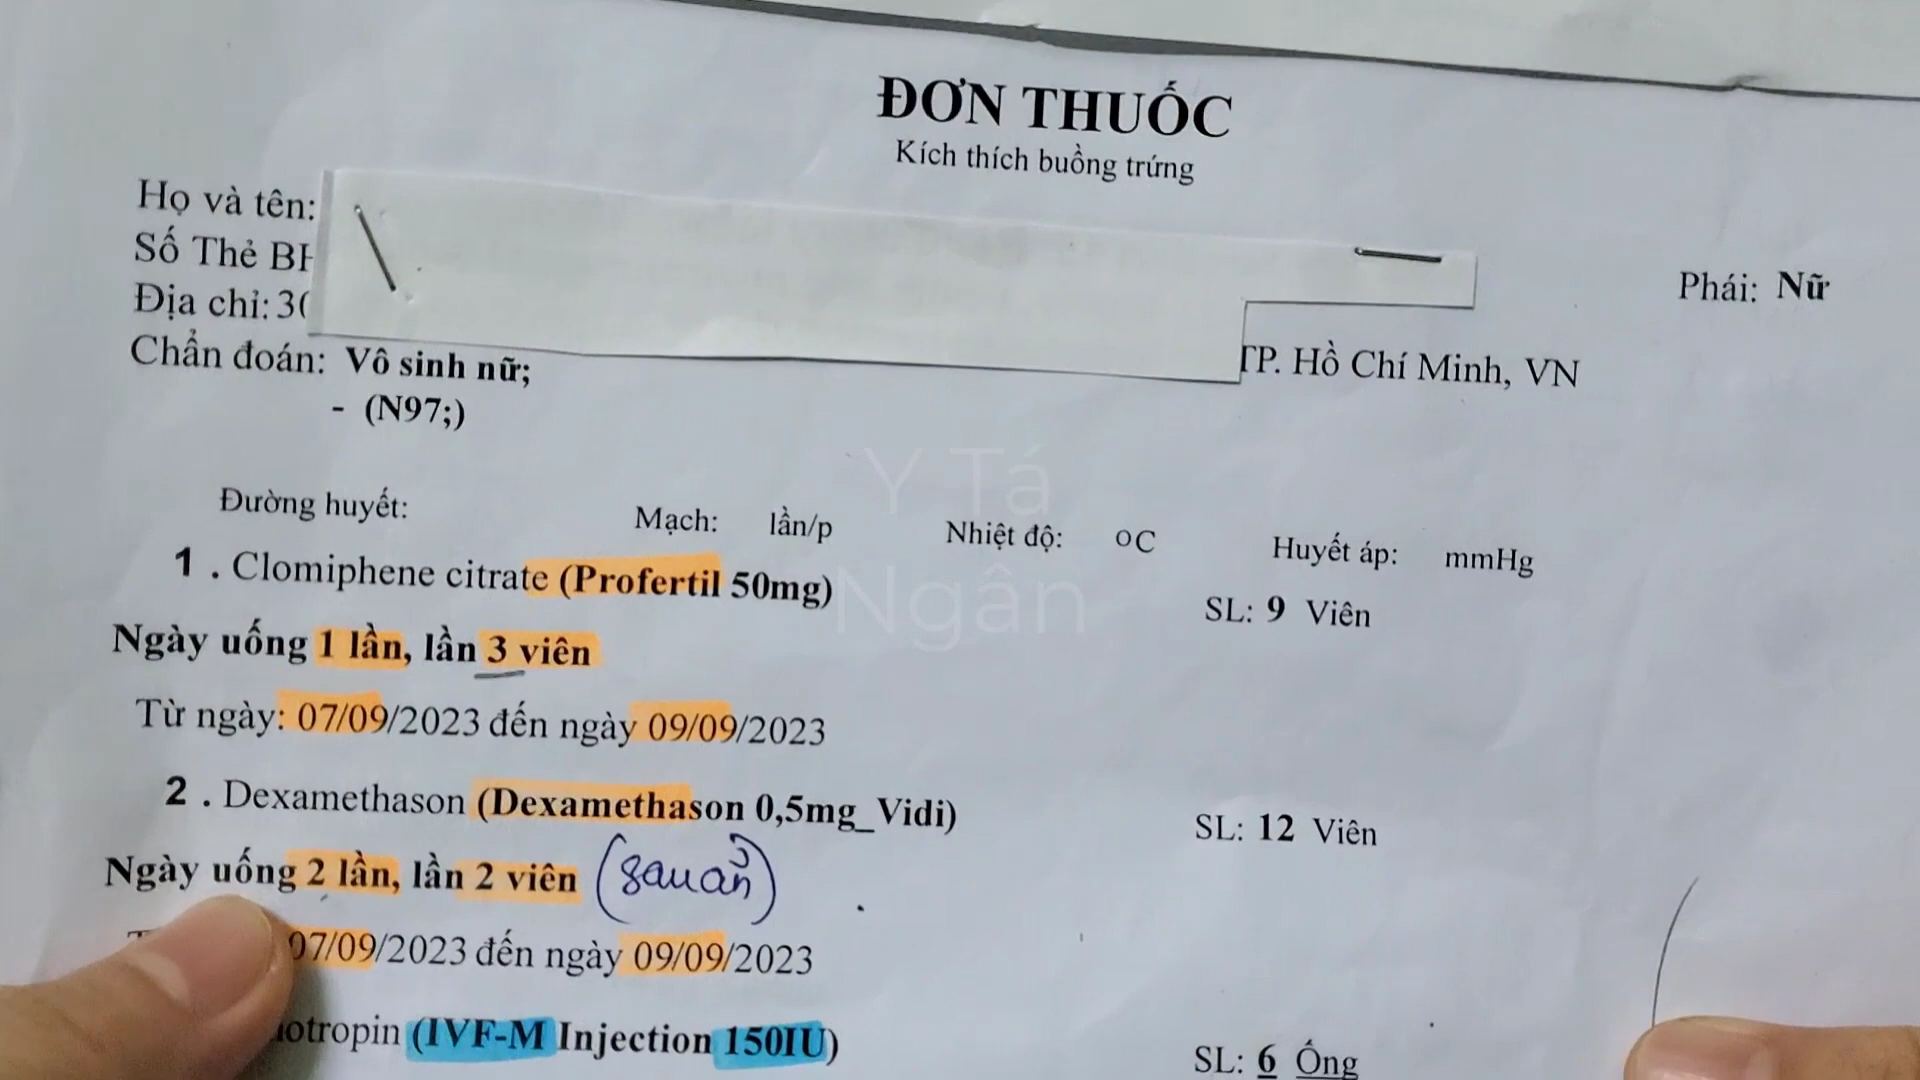 ĐƠN THUỐC
Kích thích buồng trứng
Họ và tên:
Số Thẻ BH
Phái: Nữ
Địa chỉ: 30
TP. Hồ Chí Minh, VN
Chẩn đoán: Vô sinh nữ;
- (N97;)
Y Tá
Ngân
Đường huyết: Mạch: lần/p Nhiệt độ: oC Huyết áp: mmHg
1 . Clomiphene citrate (Profertil 50mg) SL: 9 Viên
Ngày uống 1 lần, lần 3 viên
Từ ngày: 07/09/2023 đến ngày 09/09/2023
2 . Dexamethason (Dexamethason 0,5mg_Vidi) SL: 12 Viên
Ngày uống 2 lần, lần 2 viên (sau ăn)
07/09/2023 đến ngày 09/09/2023
otropin (IVF-M Injection 150IU) SL: 6 Ống